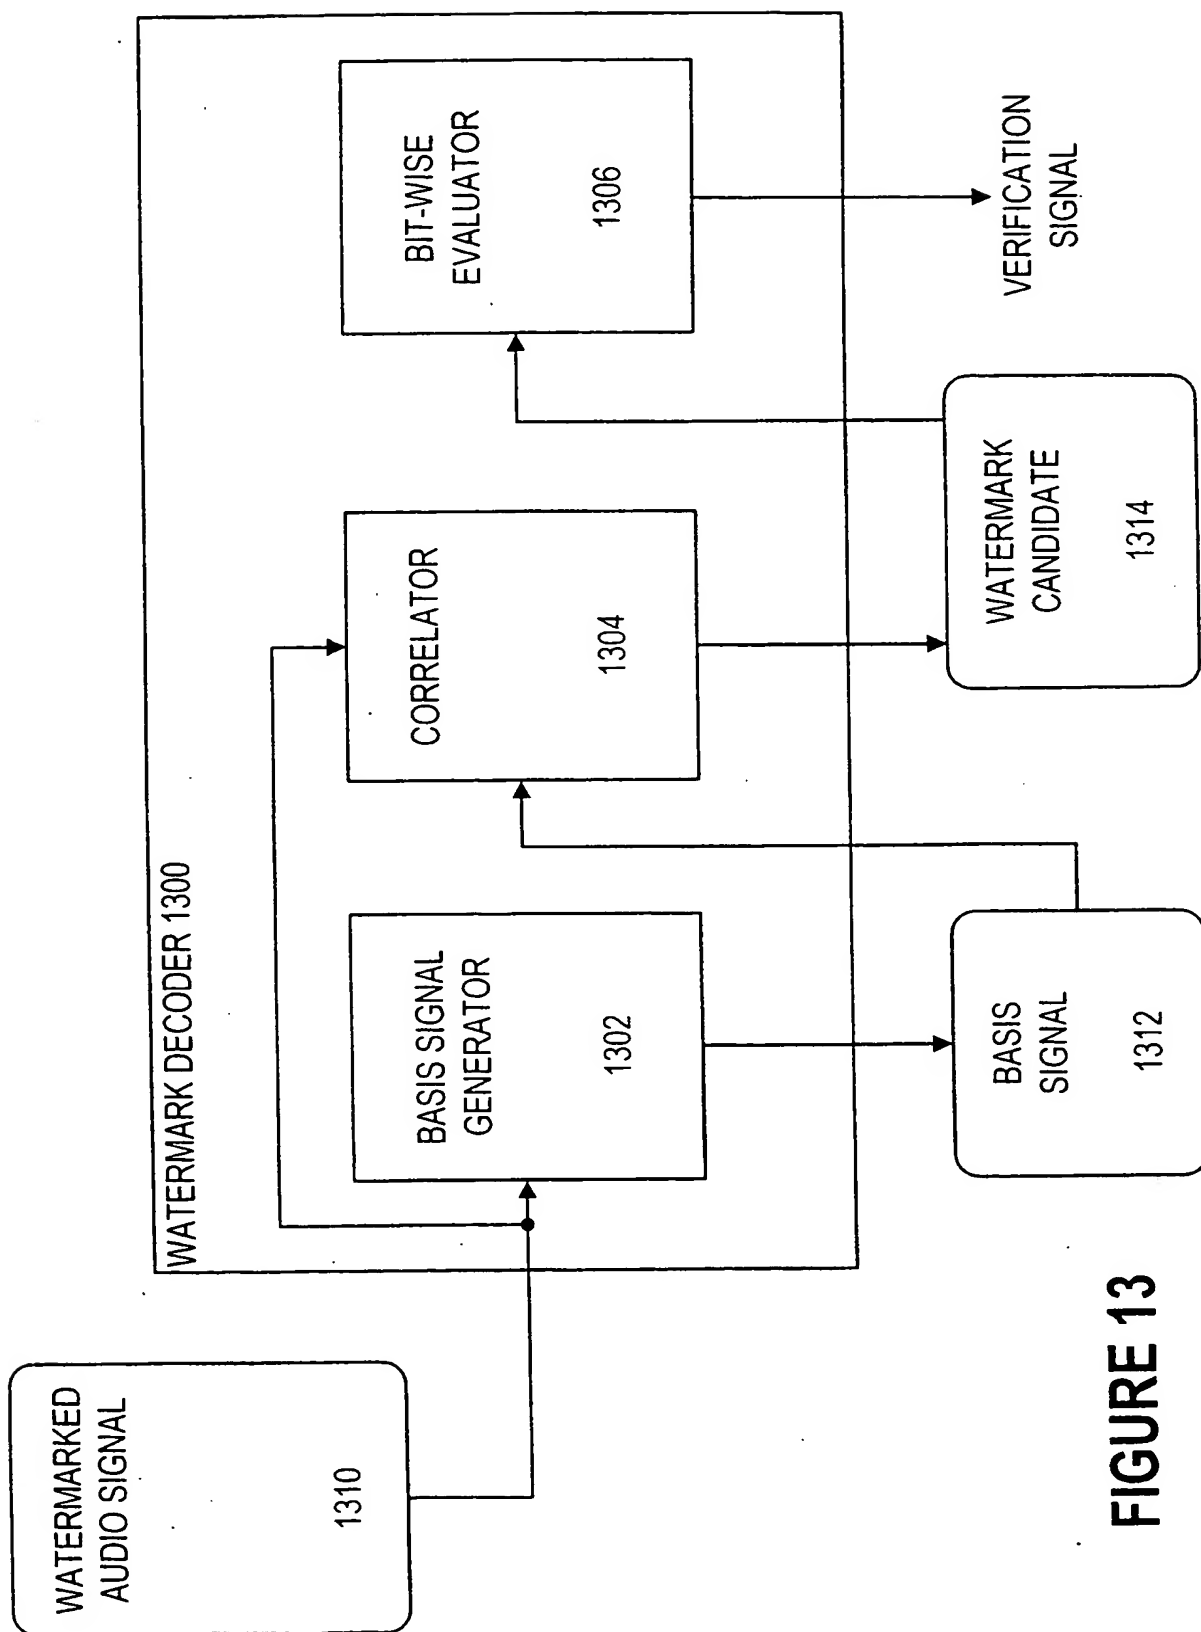 WATERMARKED
AUDIO SIGNAL
1310
WATERMARK DECODER 1300
BASIS SIGNAL
GENERATOR
1302
CORRELATOR
1304
BIT-WISE
EVALUATOR
1306
BASIS
SIGNAL
1312
WATERMARK
CANDIDATE
1314
VERIFICATION
SIGNAL
FIGURE 13